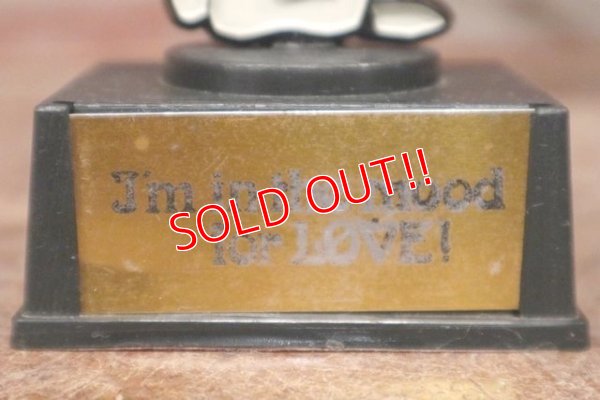 I'm in the mood
for LOVE!
SOLD OUT!!